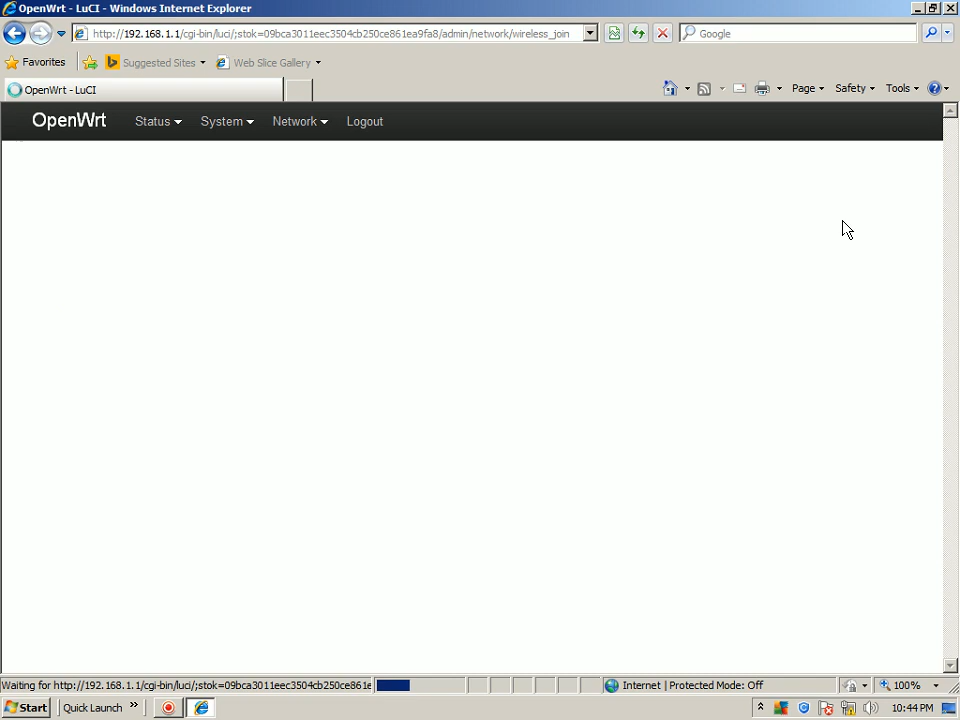 OpenWrt - LuCI - Windows Internet Explorer
http://192.168.1.1/cgi-bin/luci/;stok=09bca3011eec3504cb250ce861ea9fa8/admin/network/wireless_join
Google
Favorites
Suggested Sites
Web Slice Gallery
OpenWrt - LuCI
Page
Safety
Tools
OpenWrt
Status
System
Network
Logout
Waiting for http://192.168.1.1/cgi-bin/luci/;stok=09bca3011eec3504cb250ce861e
Internet | Protected Mode: Off
100%
Start
Quick Launch
10:44 PM